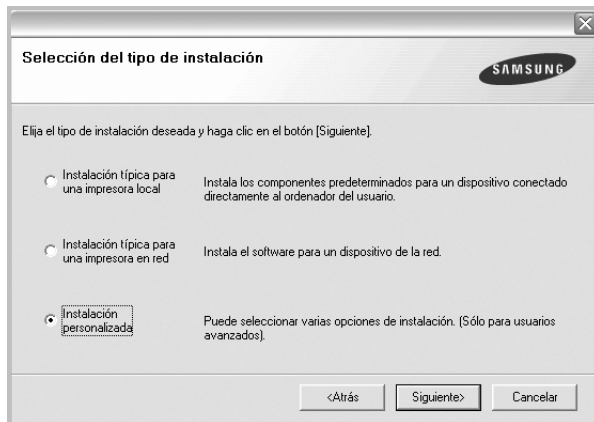 Selección del tipo de instalación
SAMSUNG
Elija el tipo de instalación deseada y haga clic en el botón [Siguiente].
Instalación típica para
una impresora local
Instala los componentes predeterminados para un dispositivo conectado
directamente al ordenador del usuario.
Instalación típica para
una impresora en red
Instala el software para un dispositivo de la red.
Instalación
personalizada
Puede seleccionar varias opciones de instalación. (Sólo para usuarios
avanzados).
<Atrás
Siguiente>
Cancelar